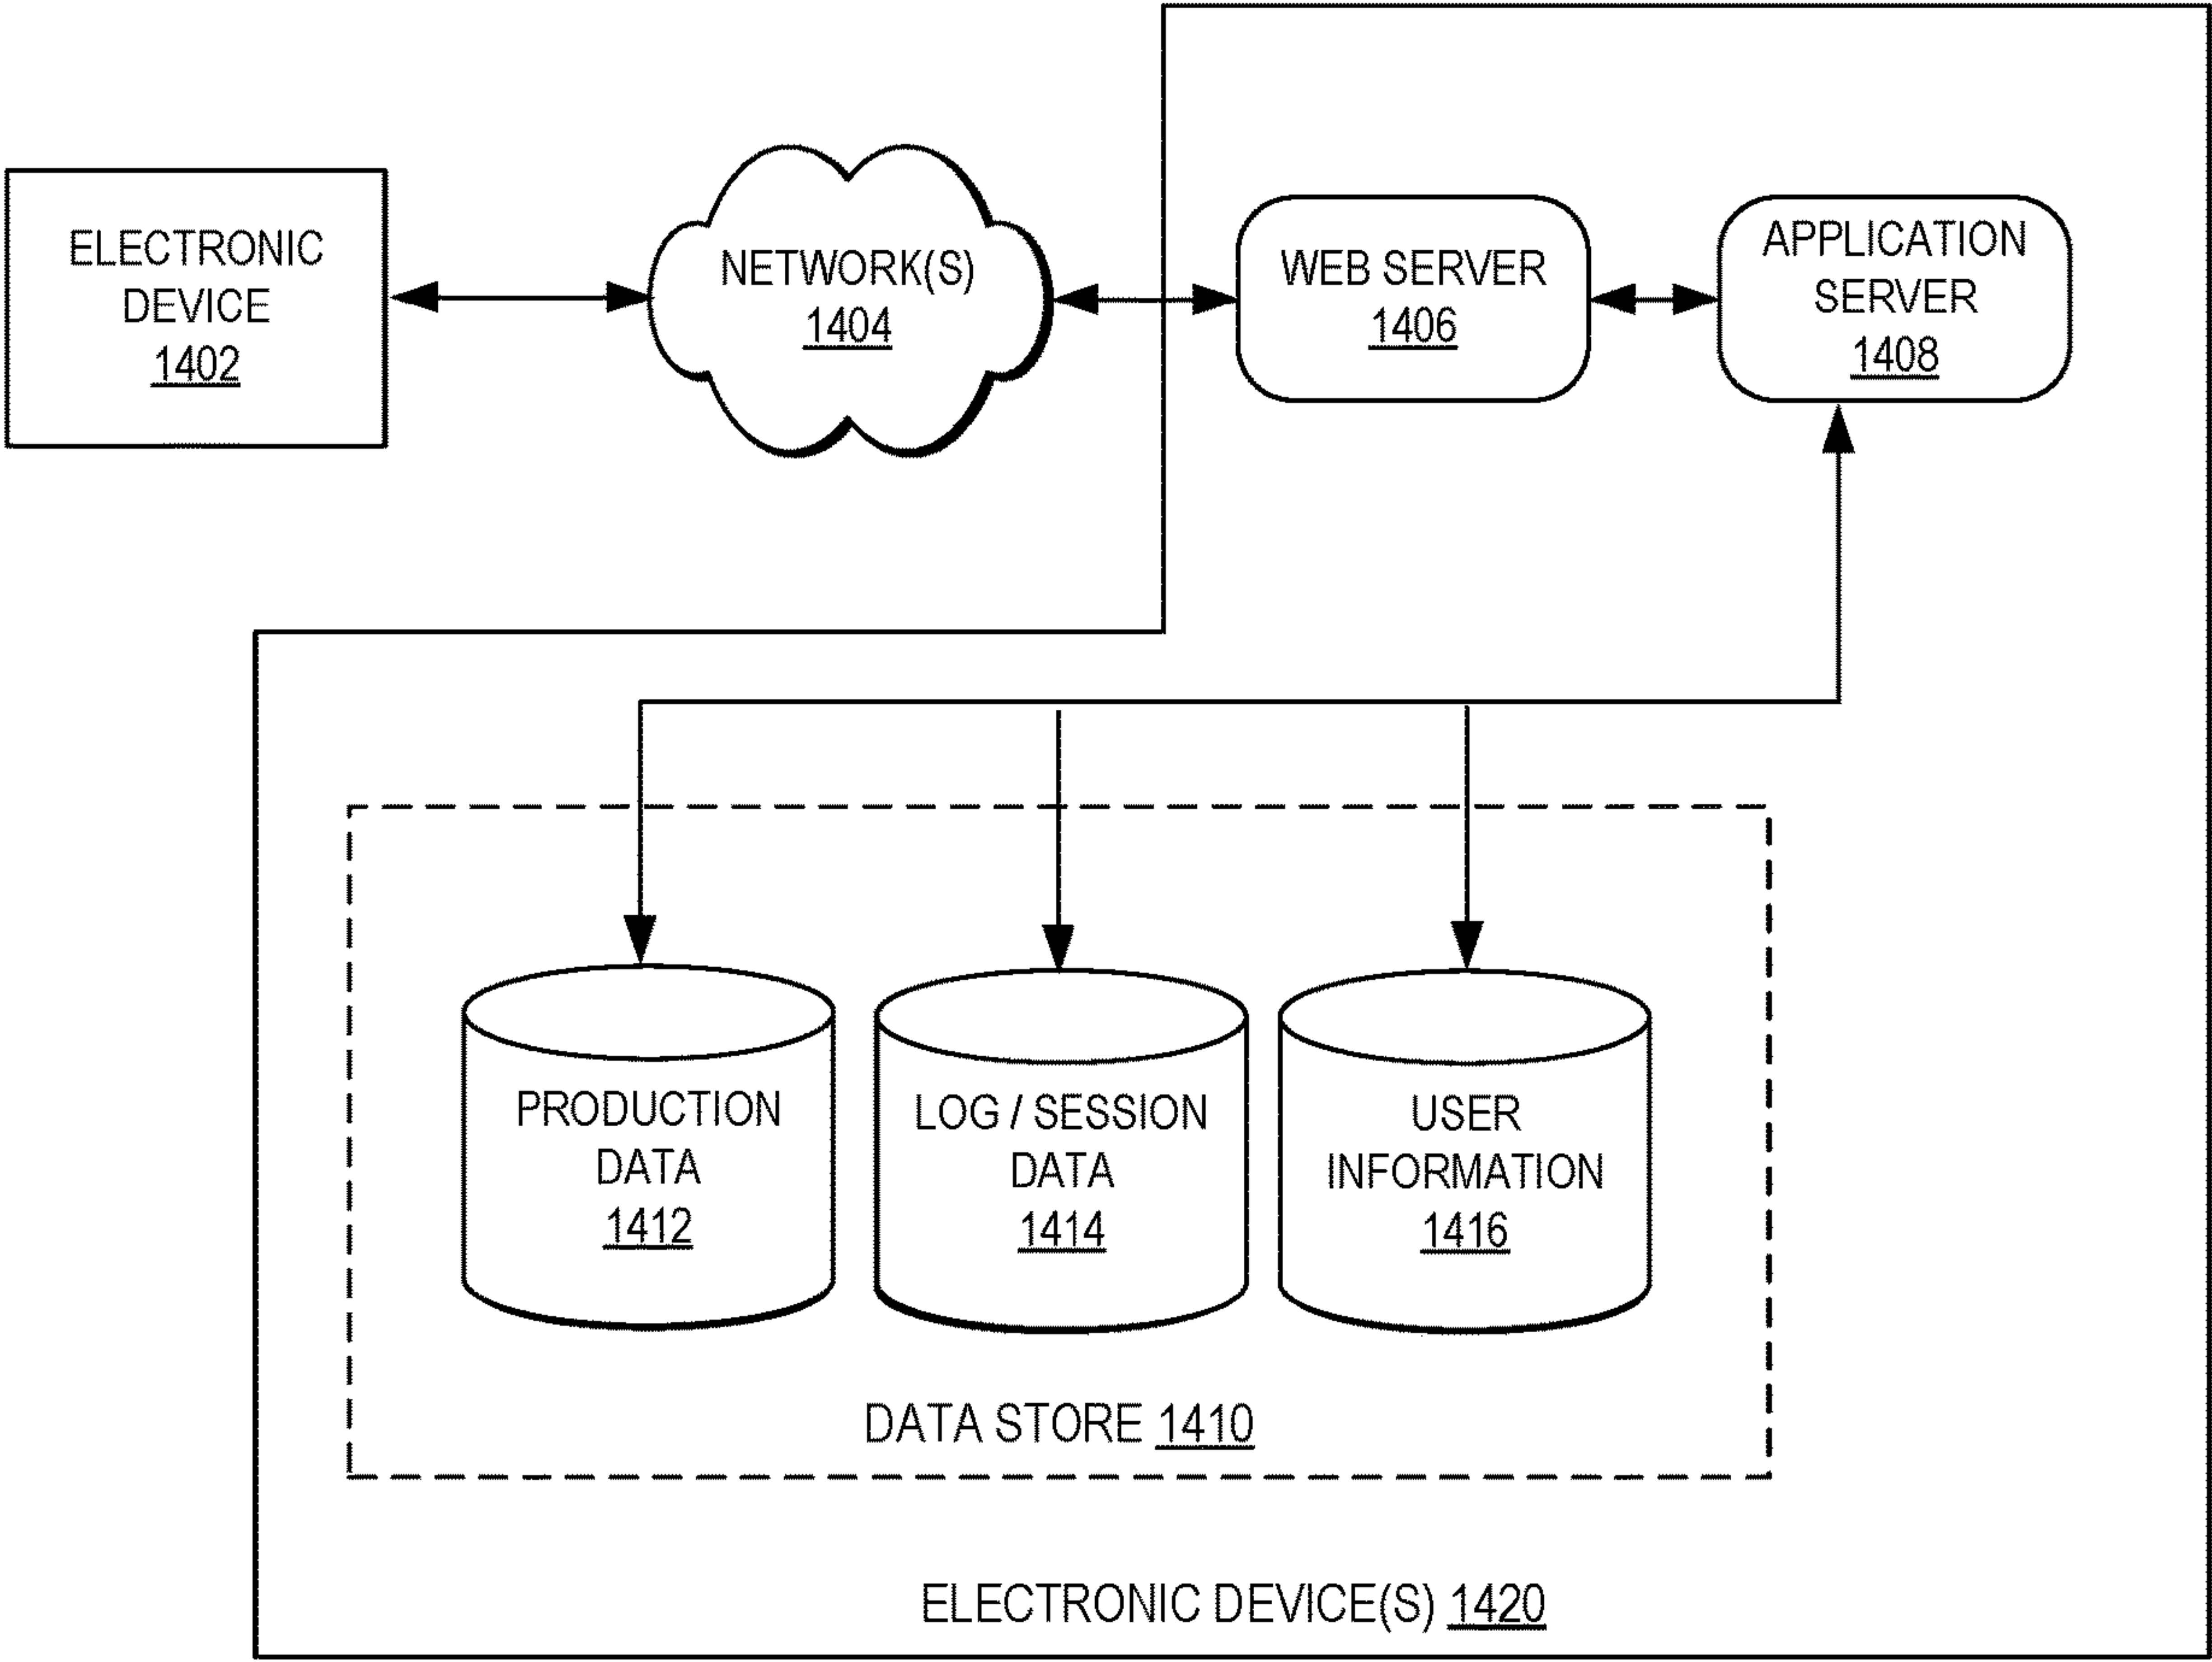 ELECTRONIC
DEVICE
1402
NETWORK(S)
1404
WEB SERVER
1406
APPLICATION
SERVER
1408
PRODUCTION
DATA
1412
LOG / SESSION
DATA
1414
USER
INFORMATION
1416
DATA STORE 1410
ELECTRONIC DEVICE(S) 1420